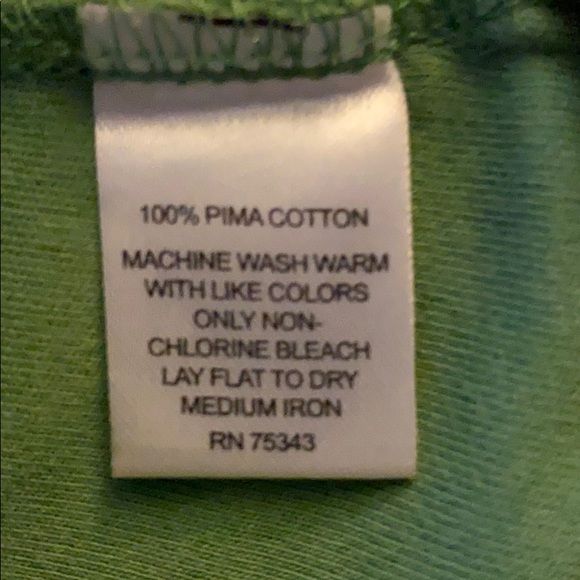 100% PIMA COTTON
MACHINE WASH WARM
WITH LIKE COLORS
ONLY NON-
CHLORINE BLEACH
LAY FLAT TO DRY
MEDIUM IRON
RN 75343